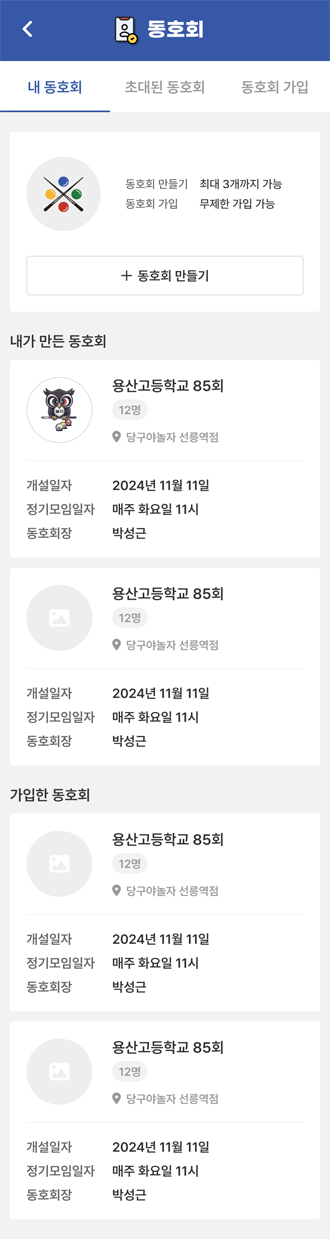 동호회
내 동호회 초대된 동호회 동호회 가입
동호회 만들기 최대 3개까지 가능
동호회 가입 무제한 가입 가능
+ 동호회 만들기
내가 만든 동호회
용산고등학교 85회
12명
당구야놀자 선릉역점
개설일자 2024년 11월 11일
정기모임일자 매주 화요일 11시
동호회장 박성근
용산고등학교 85회
12명
당구야놀자 선릉역점
개설일자 2024년 11월 11일
정기모임일자 매주 화요일 11시
동호회장 박성근
가입한 동호회
용산고등학교 85회
12명
당구야놀자 선릉역점
개설일자 2024년 11월 11일
정기모임일자 매주 화요일 11시
동호회장 박성근
용산고등학교 85회
12명
당구야놀자 선릉역점
개설일자 2024년 11월 11일
정기모임일자 매주 화요일 11시
동호회장 박성근